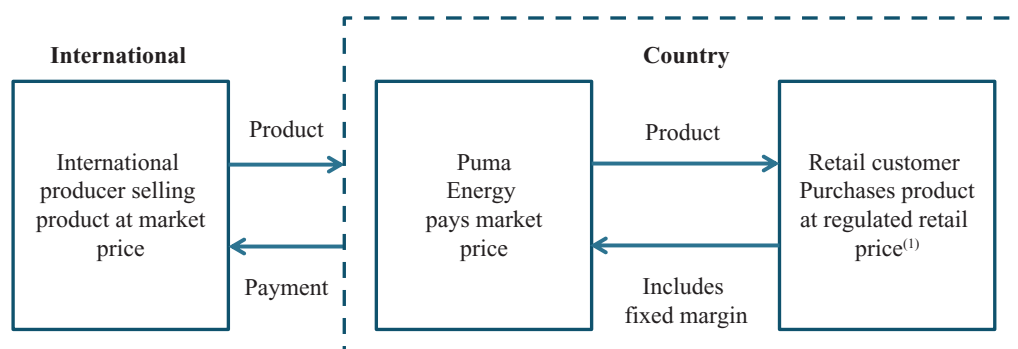 International
Country
International
producer selling
product at market
price
Product
Payment
Puma
Energy
pays market
price
Product
Includes
fixed margin
Retail customer
Purchases product
at regulated retail
price(1)